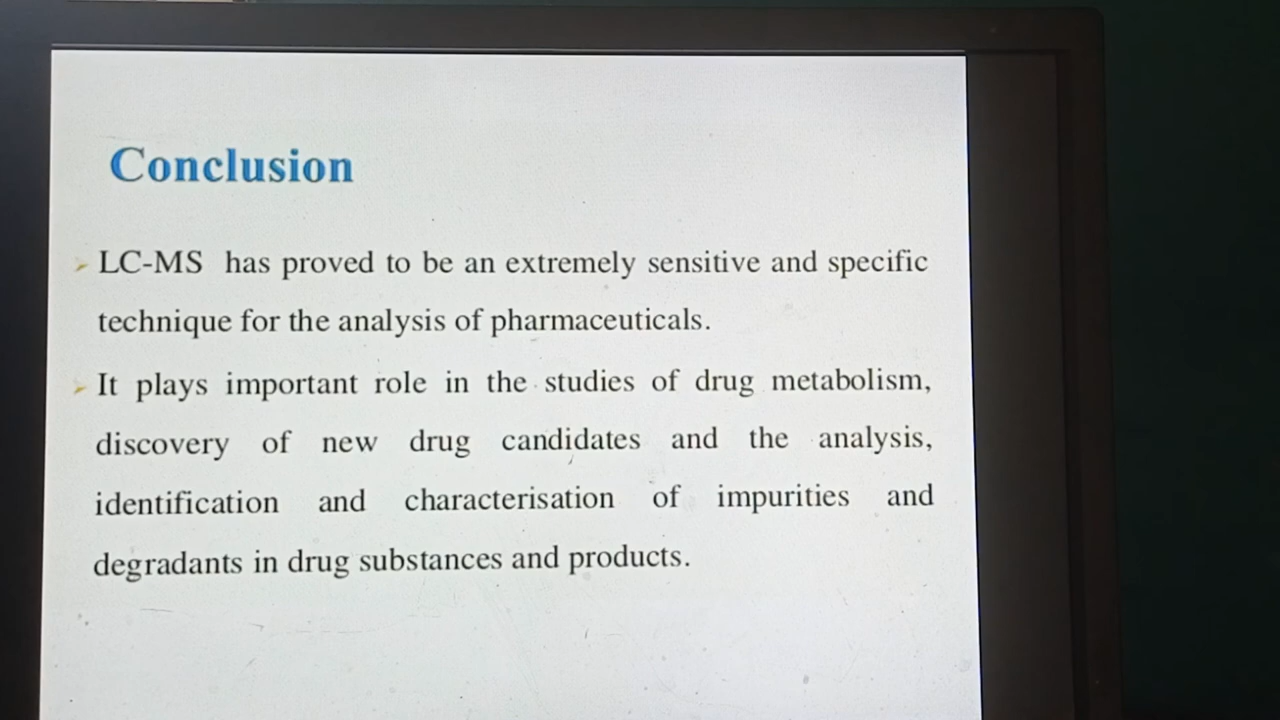 Conclusion
LC-MS has proved to be an extremely sensitive and specific
technique for the analysis of pharmaceuticals.
It plays important role in the studies of drug metabolism,
discovery of new drug candidates and the analysis,
identification and characterisation of impurities and
degradants in drug substances and products.